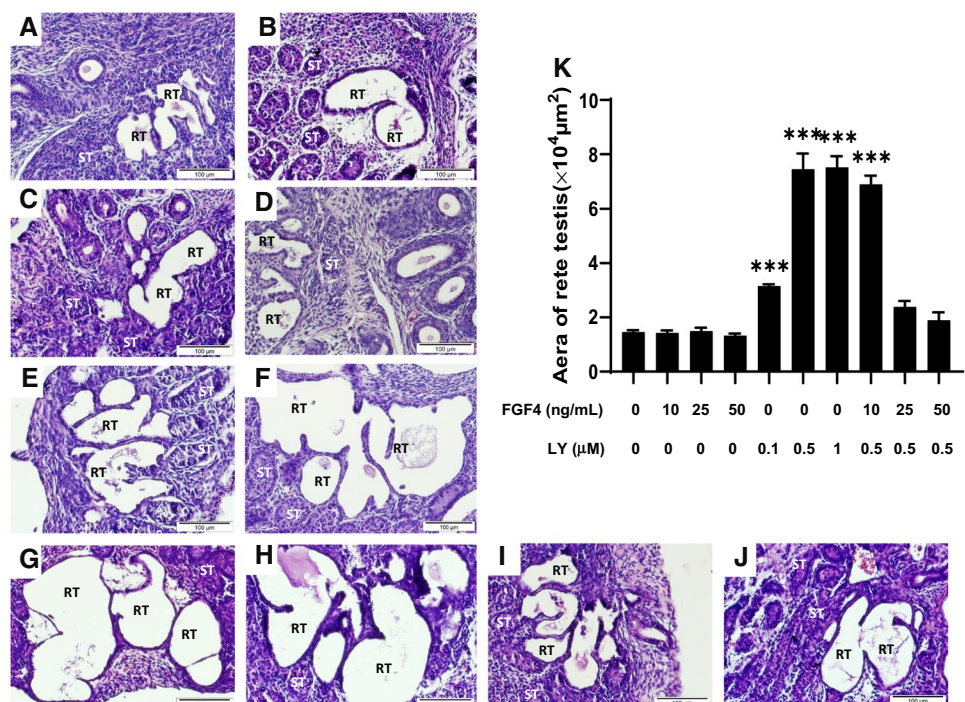 A
RT
RT
ST
100 µm
B
ST
RT
ST
RT
100 µm
C
RT
ST
ST
100 µm
D
RT
ST
RT
100 µm
E
ST
RT
ST
RT
100 µm
F
RT
RT
RT
ST
ST
100 µm
G
ST
RT
RT
RT
H
RT
RT
ST
I
RT
ST
RT
ST
100 µm
J
ST
ST
RT
RT
100 µm
K
Aera of rete testis(×10⁴µm²)
10
8
6
4
2
0
*** *** *** *** 
FGF4 (ng/mL) 0 10 25 50 0 0 0 10 25 50
LY (µM) 0 0 0 0 0.1 0.5 1 0.5 0.5 0.5